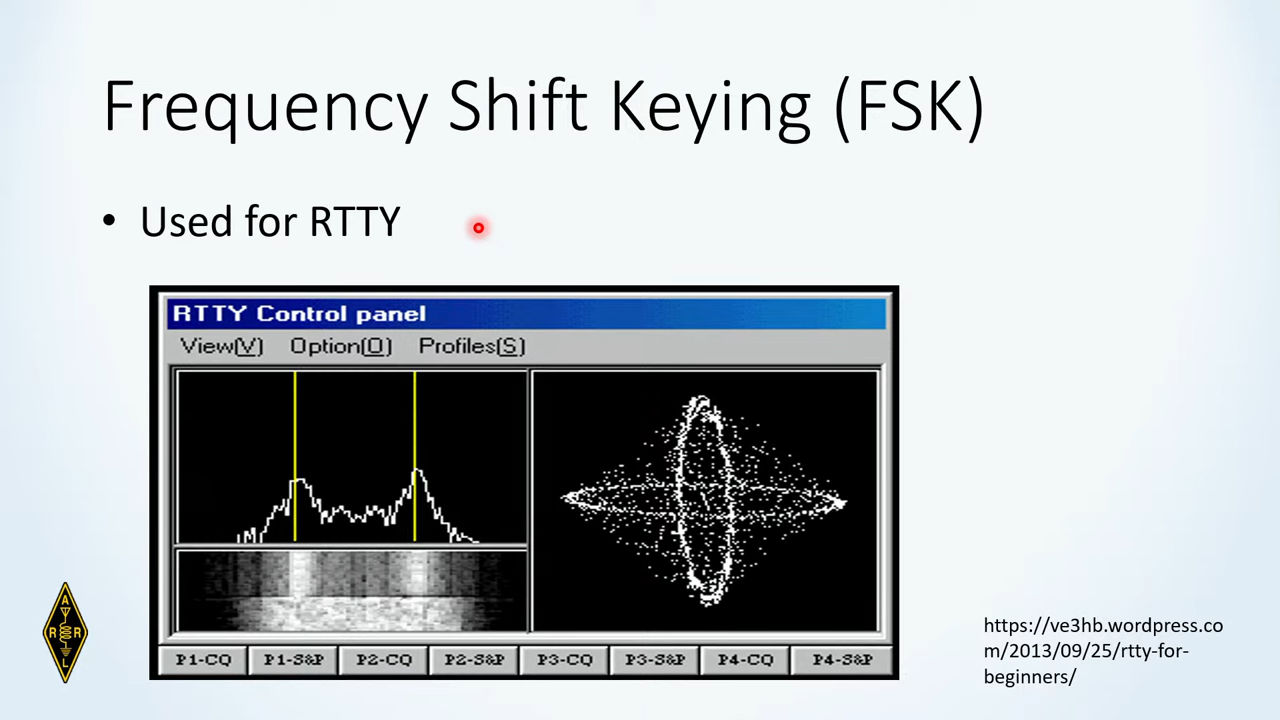 Frequency Shift Keying (FSK)
• Used for RTTY
RTTY Control panel
View(V) Option(O) Profiles(S)
P1-CQ P1-S&P P2-CQ P2-S&P P3-CQ P3-S&P P4-CQ P4-S&P
A
R R
L
https://ve3hb.wordpress.co
m/2013/09/25/rtty-for-
beginners/